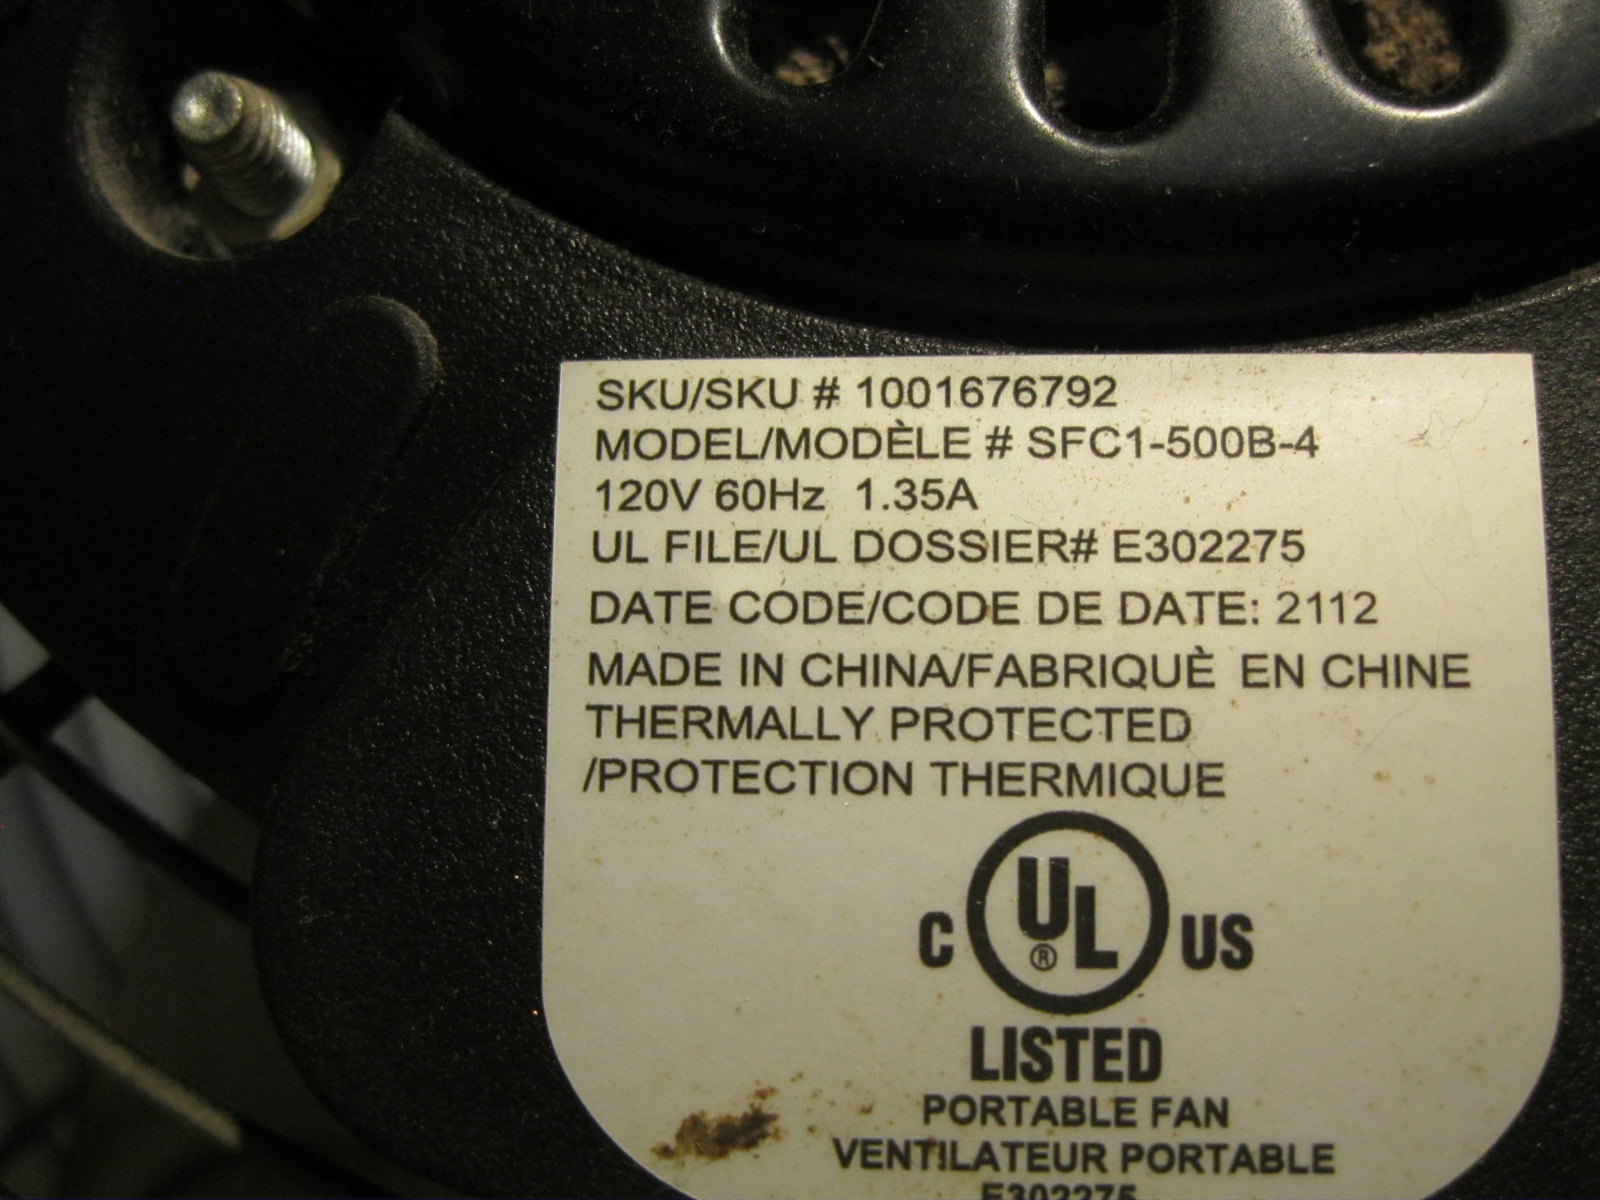 SKU/SKU # 1001676792
MODEL/MODÈLE # SFC1-500B-4
120V 60Hz 1.35A
UL FILE/UL DOSSIER# E302275
DATE CODE/CODE DE DATE: 2112
MADE IN CHINA/FABRIQUÈ EN CHINE
THERMALLY PROTECTED
/PROTECTION THERMIQUE
C UL® US
LISTED
PORTABLE FAN
VENTILATEUR PORTABLE
E302275